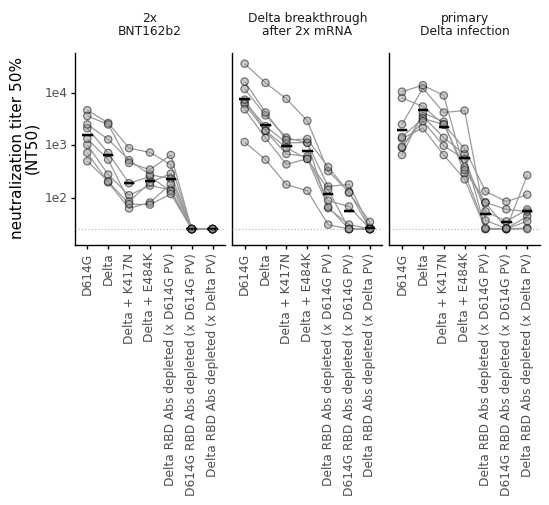 2x
BNT162b2
Delta breakthrough
after 2x mRNA
primary
Delta infection
neutralization titer 50%
(NT50)
1e4
1e3
1e2
D614G
Delta
Delta + K417N
Delta + E484K
Delta RBD Abs depleted (x D614G PV)
D614G RBD Abs depleted (x D614G PV)
Delta RBD Abs depleted (x Delta PV)
D614G
Delta
Delta + K417N
Delta + E484K
Delta RBD Abs depleted (x D614G PV)
D614G RBD Abs depleted (x D614G PV)
Delta RBD Abs depleted (x Delta PV)
D614G
Delta
Delta + K417N
Delta + E484K
Delta RBD Abs depleted (x D614G PV)
D614G RBD Abs depleted (x D614G PV)
Delta RBD Abs depleted (x Delta PV)